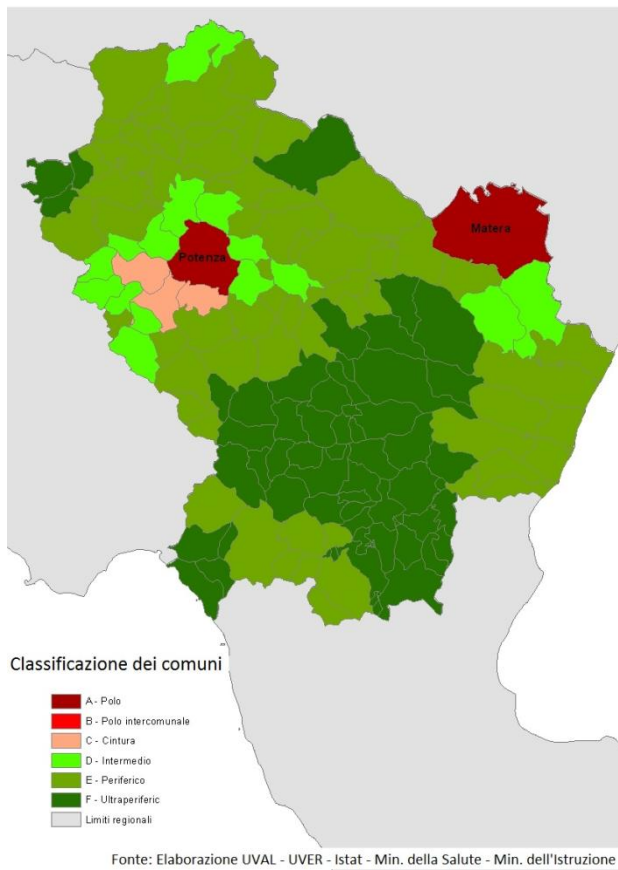 Matera
Potenza
Classificazione dei comuni
A - Polo
B - Polo intercomunale
C - Cintura
D - Intermedio
E - Periferico
F - Ultraperiferic
Limiti regionali
Fonte: Elaborazione UVAL - UVER - Istat - Min. della Salute - Min. dell'Istruzione